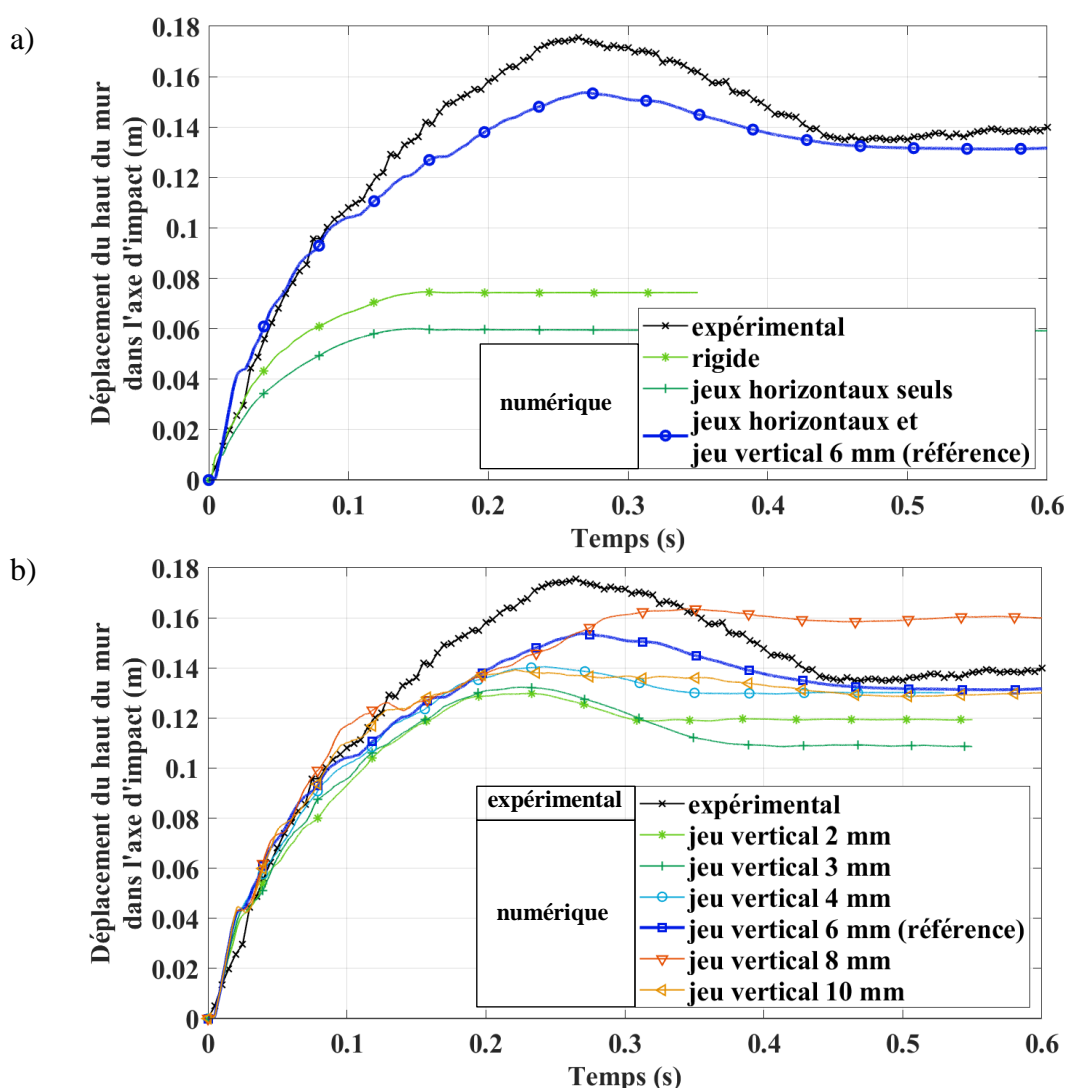 a)
Déplacement du haut du mur
dans l'axe d'impact (m)
0.18
0.16
0.14
0.12
0.1
0.08
0.06
0.04
0.02
0
0 0.1 0.2 0.3 0.4 0.5 0.6
Temps (s)
numérique
expérimental
rigide
jeux horizontaux seuls
jeux horizontaux et
jeu vertical 6 mm (référence)
b)
Déplacement du haut du mur
dans l'axe d'impact (m)
0.18
0.16
0.14
0.12
0.1
0.08
0.06
0.04
0.02
0
0 0.1 0.2 0.3 0.4 0.5 0.6
Temps (s)
expérimental
numérique
expérimental
jeu vertical 2 mm
jeu vertical 3 mm
jeu vertical 4 mm
jeu vertical 6 mm (référence)
jeu vertical 8 mm
jeu vertical 10 mm